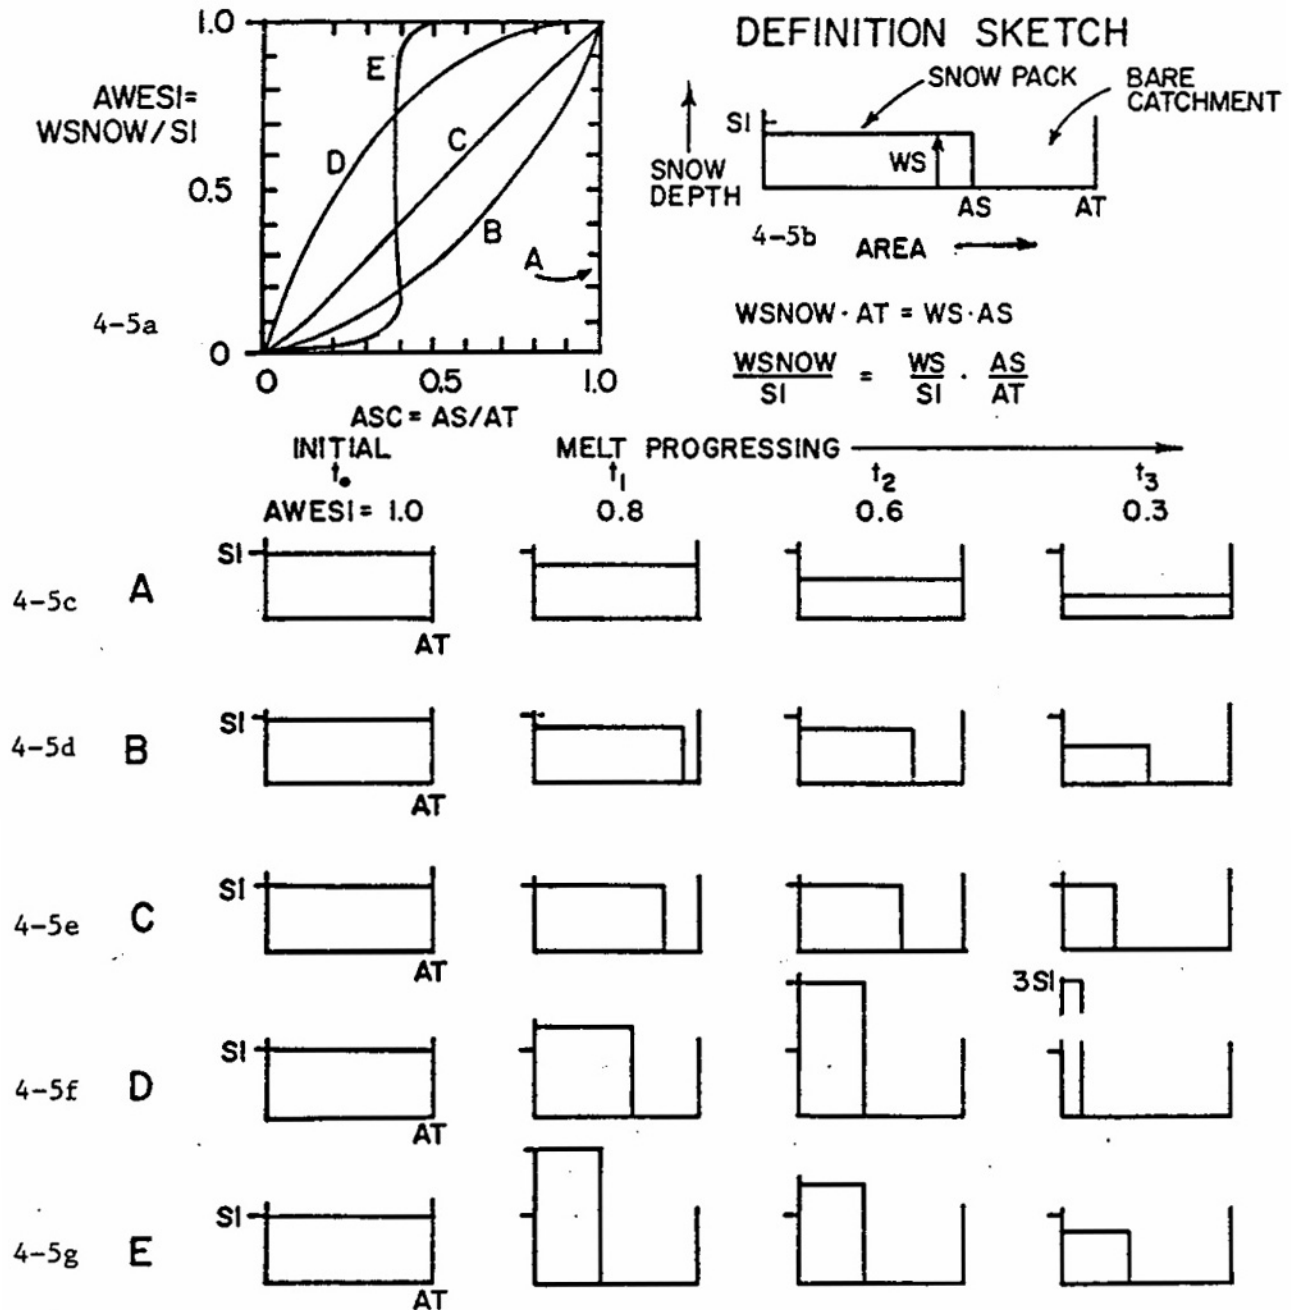 1.0
AWESI=
WSNOW/SI
0.5
0
E
D
C
B
A
4-5a
0
0.5
1.0
ASC = AS/AT
DEFINITION SKETCH
SNOW PACK
BARE
CATCHMENT
SI
SNOW
DEPTH
WS
AS
AT
4-5b
AREA
WSNOW · AT = WS · AS
WSNOW/SI = WS/SI · AS/AT
INITIAL
t₀
AWESI = 1.0
MELT PROGRESSING
t₁
0.8
t₂
0.6
t₃
0.3
4-5c
A
SI
AT
4-5d
B
SI
AT
4-5e
C
SI
AT
4-5f
D
SI
AT
3SI
4-5g
E
SI
AT